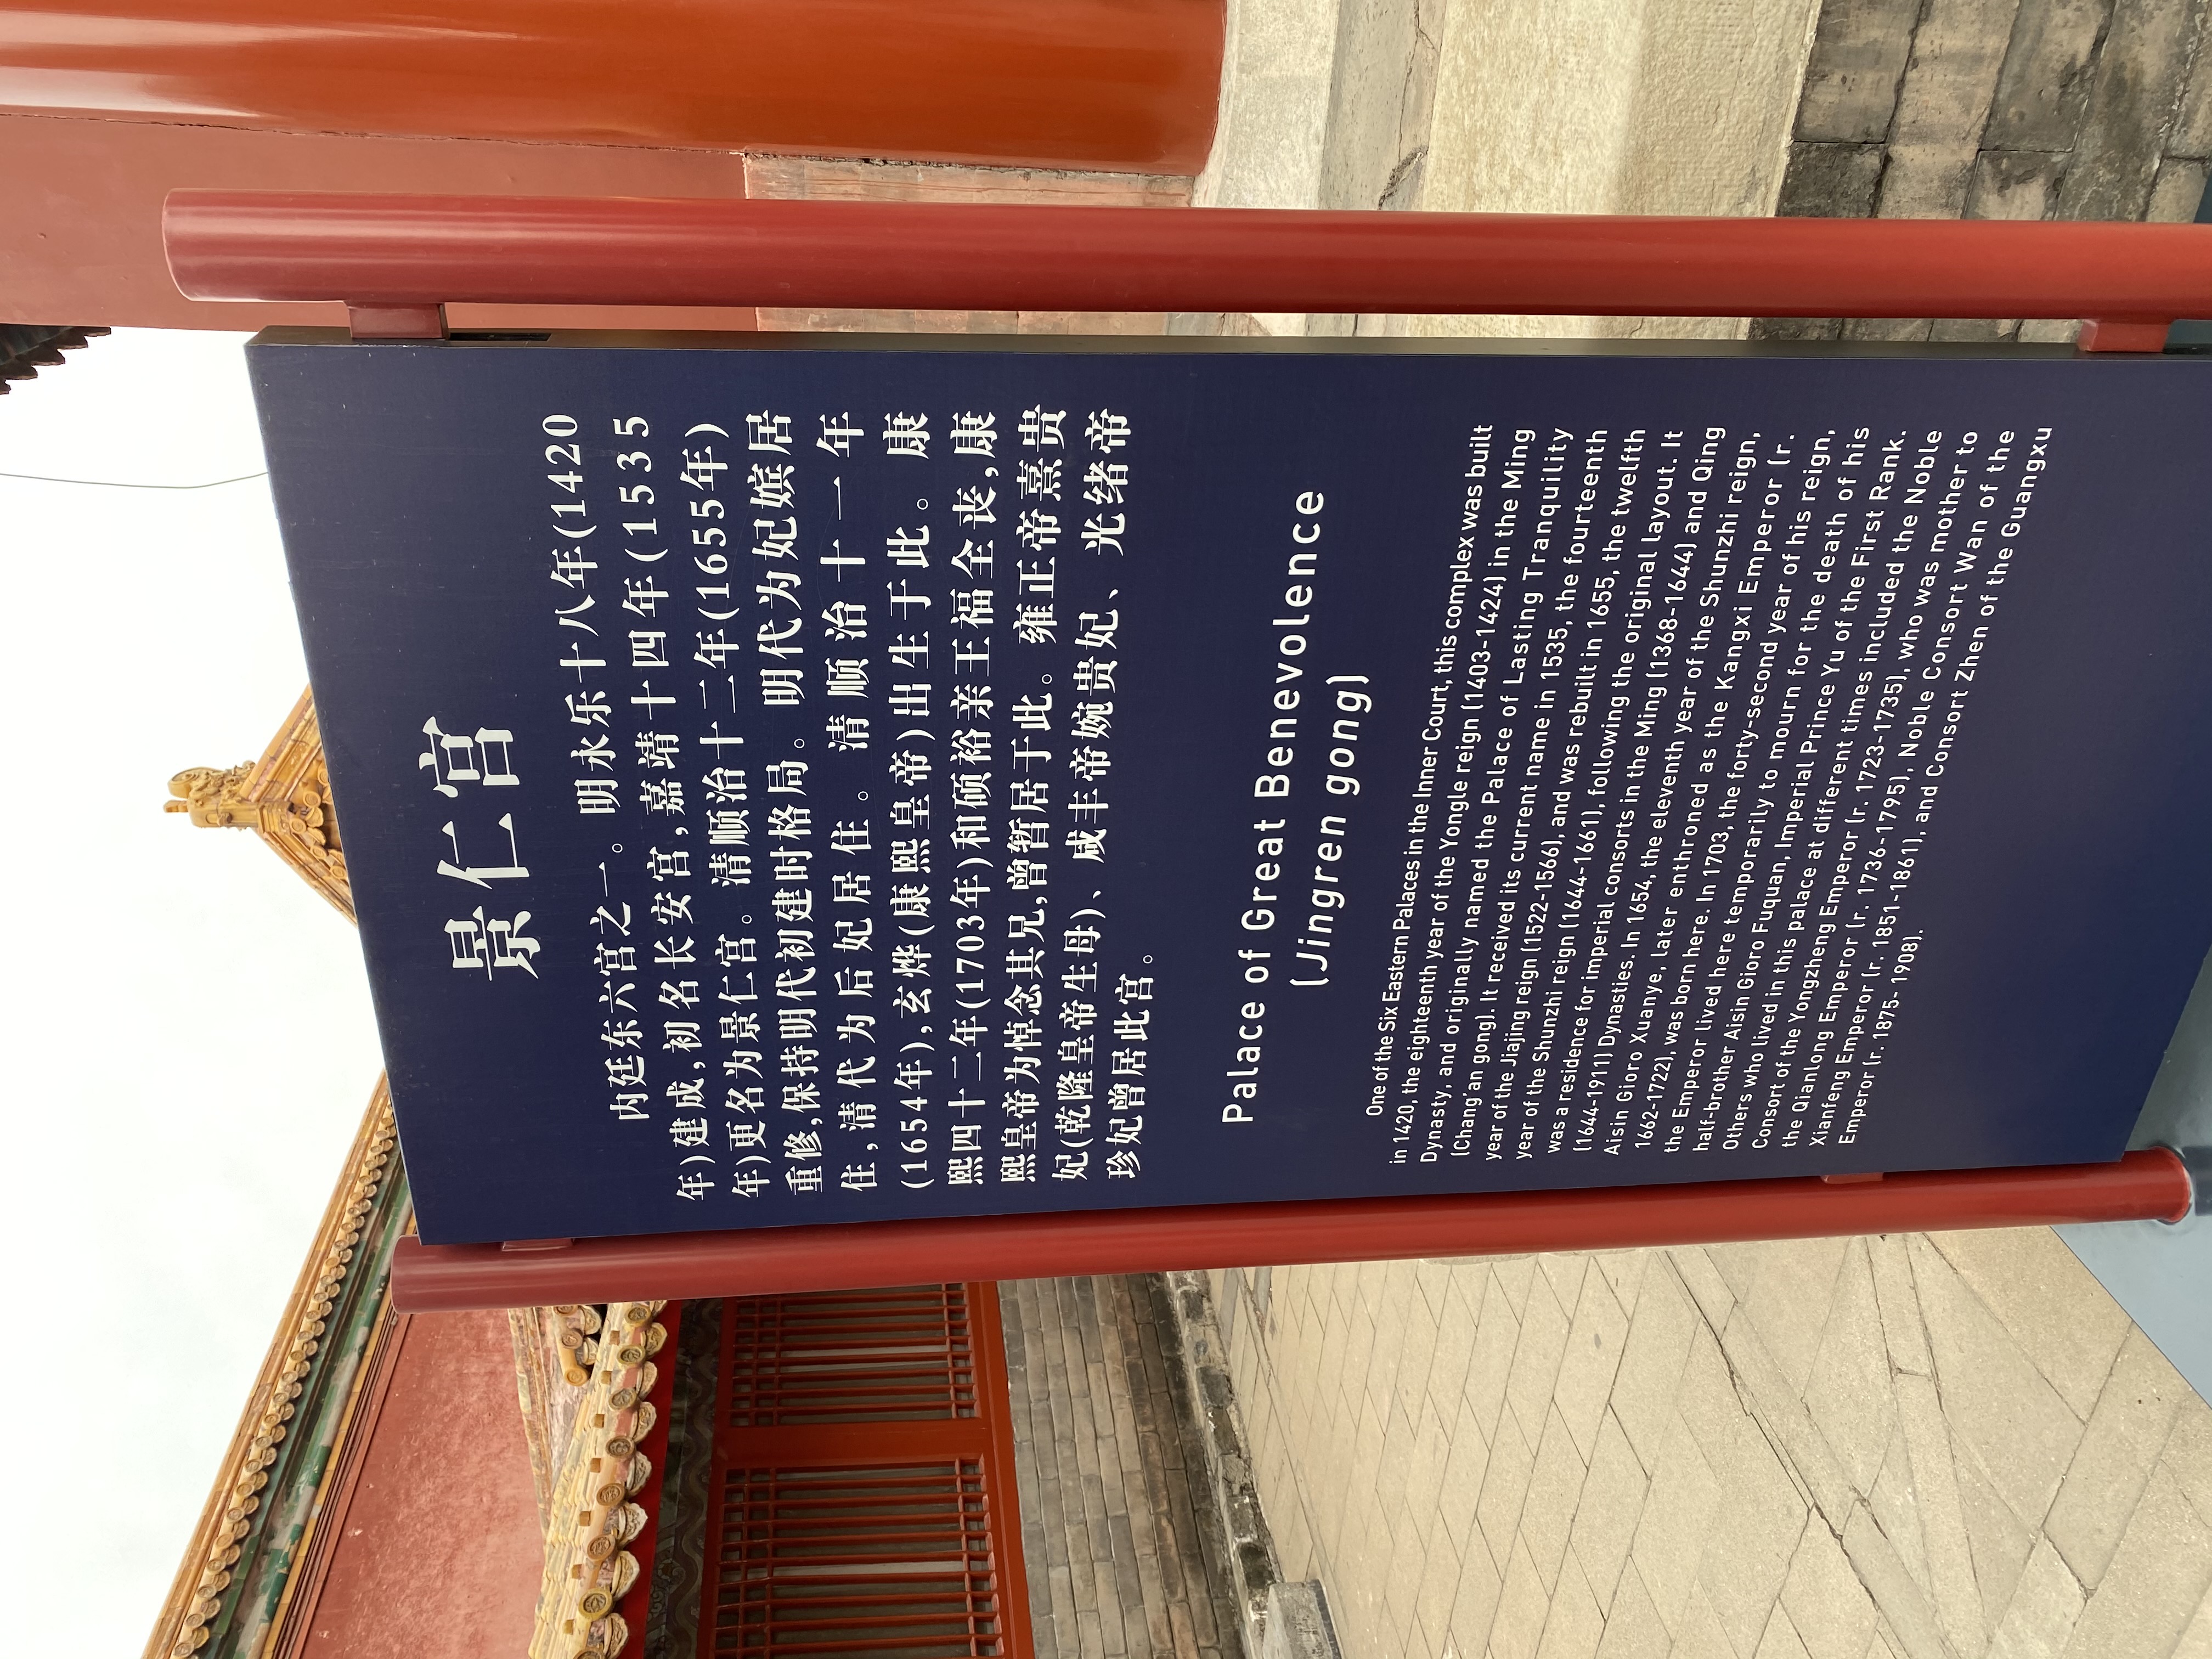 景仁宫
内廷东六宫之一。明永乐十八年(1420
年)建成,初名长安宫,嘉靖十四年(1535
年)更名为景仁宫。清顺治十二年(1655年)
重修,保持明代初建时格局。明代为妃嫔居
住,清代为后妃居住。清顺治十一年
(1654年),玄烨(康熙皇帝)出生于此。康
熙四十二年(1703年)和硕裕亲王福全丧,康
熙皇帝为悼念其兄,曾暂居于此。雍正帝熹贵
妃(乾隆皇帝生母)、咸丰帝婉贵妃、光绪帝
珍妃曾居此宫。
Palace of Great Benevolence
(Jingren gong)
One of the Six Eastern Palaces in the Inner Court, this complex was built
in 1420, the eighteenth year of the Yongle reign (1403-1424) in the Ming
Dynasty, and originally named the Palace of Lasting Tranquility
(Chang'an gong). It received its current name in 1535, the fourteenth
year of the Jiajing reign (1522-1566), and was rebuilt in 1655, the twelfth
year of the Shunzhi reign (1644-1661), following the original layout. It
was a residence for imperial consorts in the Ming (1368-1644) and Qing
(1644-1911) Dynasties. In 1654, the eleventh year of the Shunzhi reign,
Aisin Gioro Xuanye, later enthroned as the Kangxi Emperor (r.
1662-1722), was born here. In 1703, the forty-second year of his reign,
the Emperor lived here temporarily to mourn for the death of his
half-brother Aisin Gioro Fuquan, Imperial Prince Yu of the First Rank.
Others who lived in this palace at different times included the Noble
Consort of the Yongzheng Emperor (r. 1723-1735), who was mother to
the Qianlong Emperor (r. 1736-1795), Noble Consort Wan of the
Xianfeng Emperor (r. 1851-1861), and Consort Zhen of the Guangxu
Emperor (r. 1875- 1908).